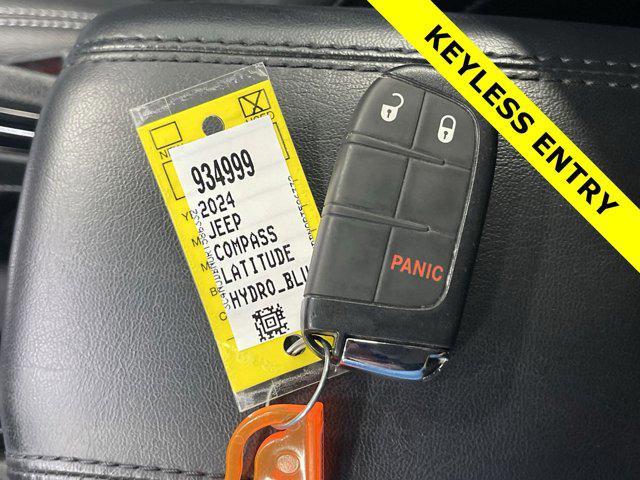 KEYLESS ENTRY
934999
2024
JEEP
COMPASS
LATITUDE
HYDRO_BLU
PANIC